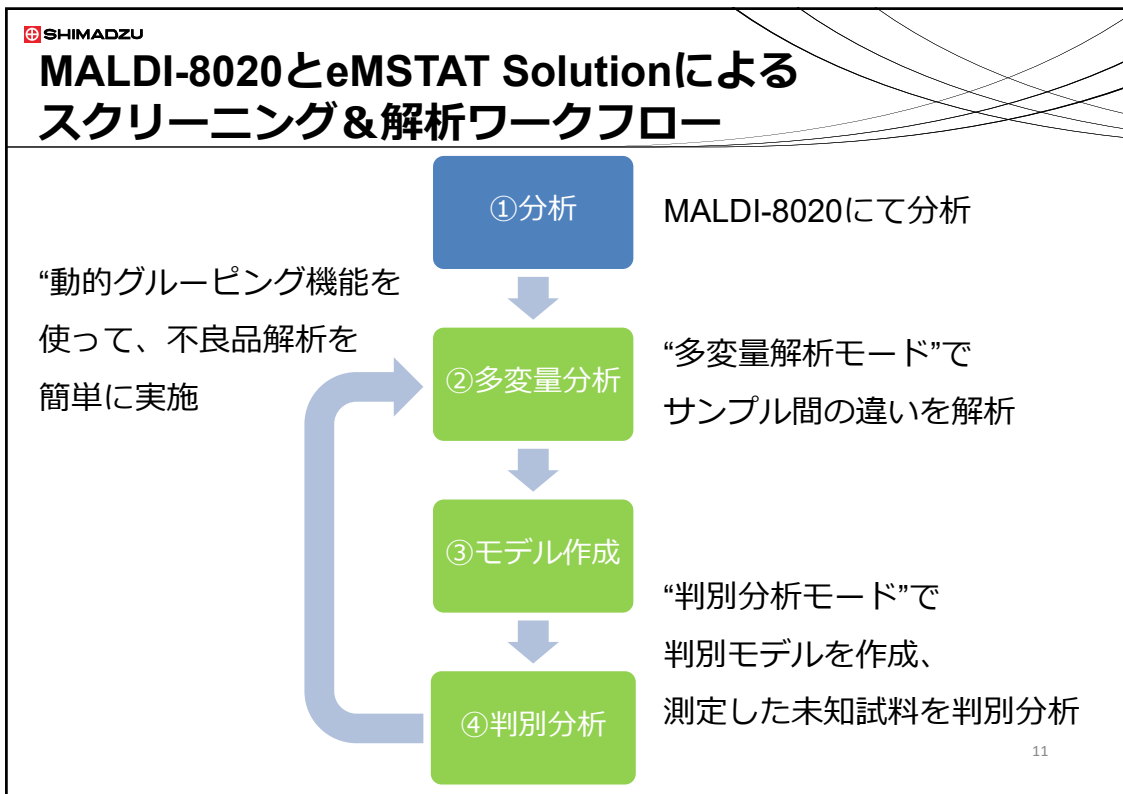 SHIMADZU
MALDI-8020とeMSTAT Solutionによる
スクリーニング＆解析ワークフロー
①分析
MALDI-8020にて分析
“動的グルーピング機能を
使って、不良品解析を
簡単に実施
②多変量分析
“多変量解析モード”で
サンプル間の違いを解析
③モデル作成
“判別分析モード”で
判別モデルを作成、
測定した未知試料を判別分析
④判別分析
11